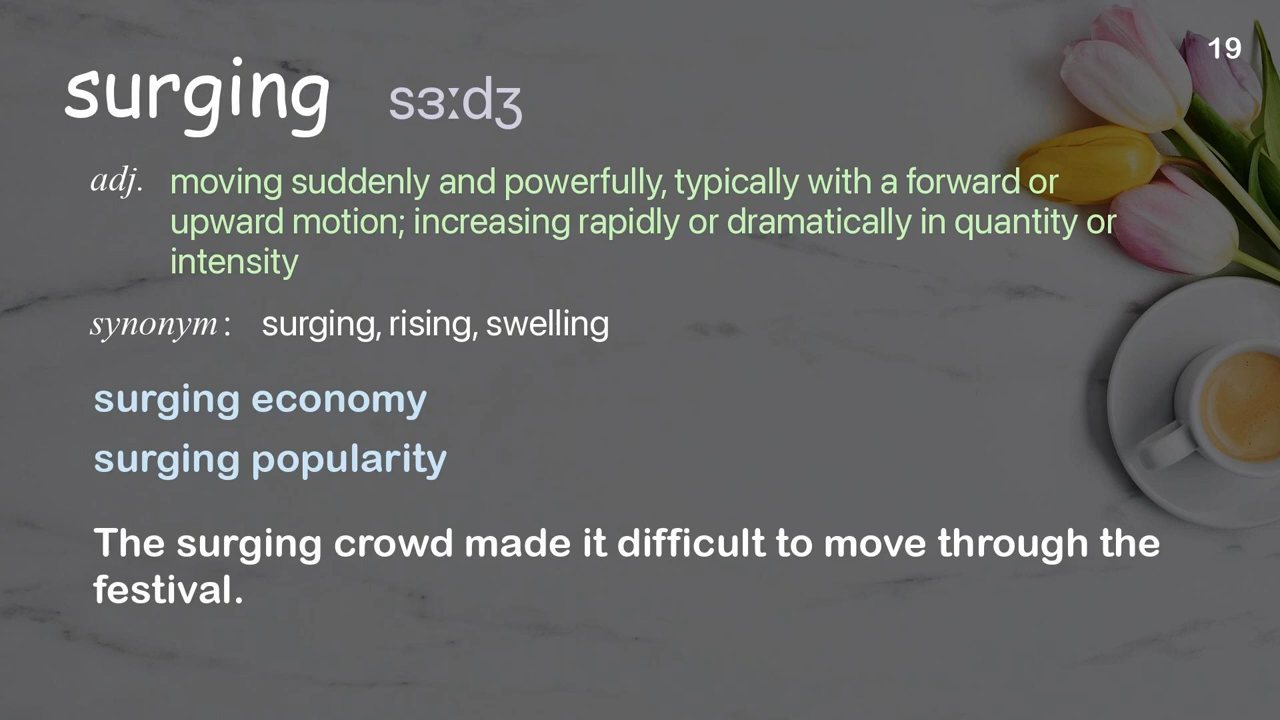 19
surging sɜːdʒ
adj. moving suddenly and powerfully, typically with a forward or
upward motion; increasing rapidly or dramatically in quantity or
intensity
synonym: surging, rising, swelling
surging economy
surging popularity
The surging crowd made it difficult to move through the
festival.